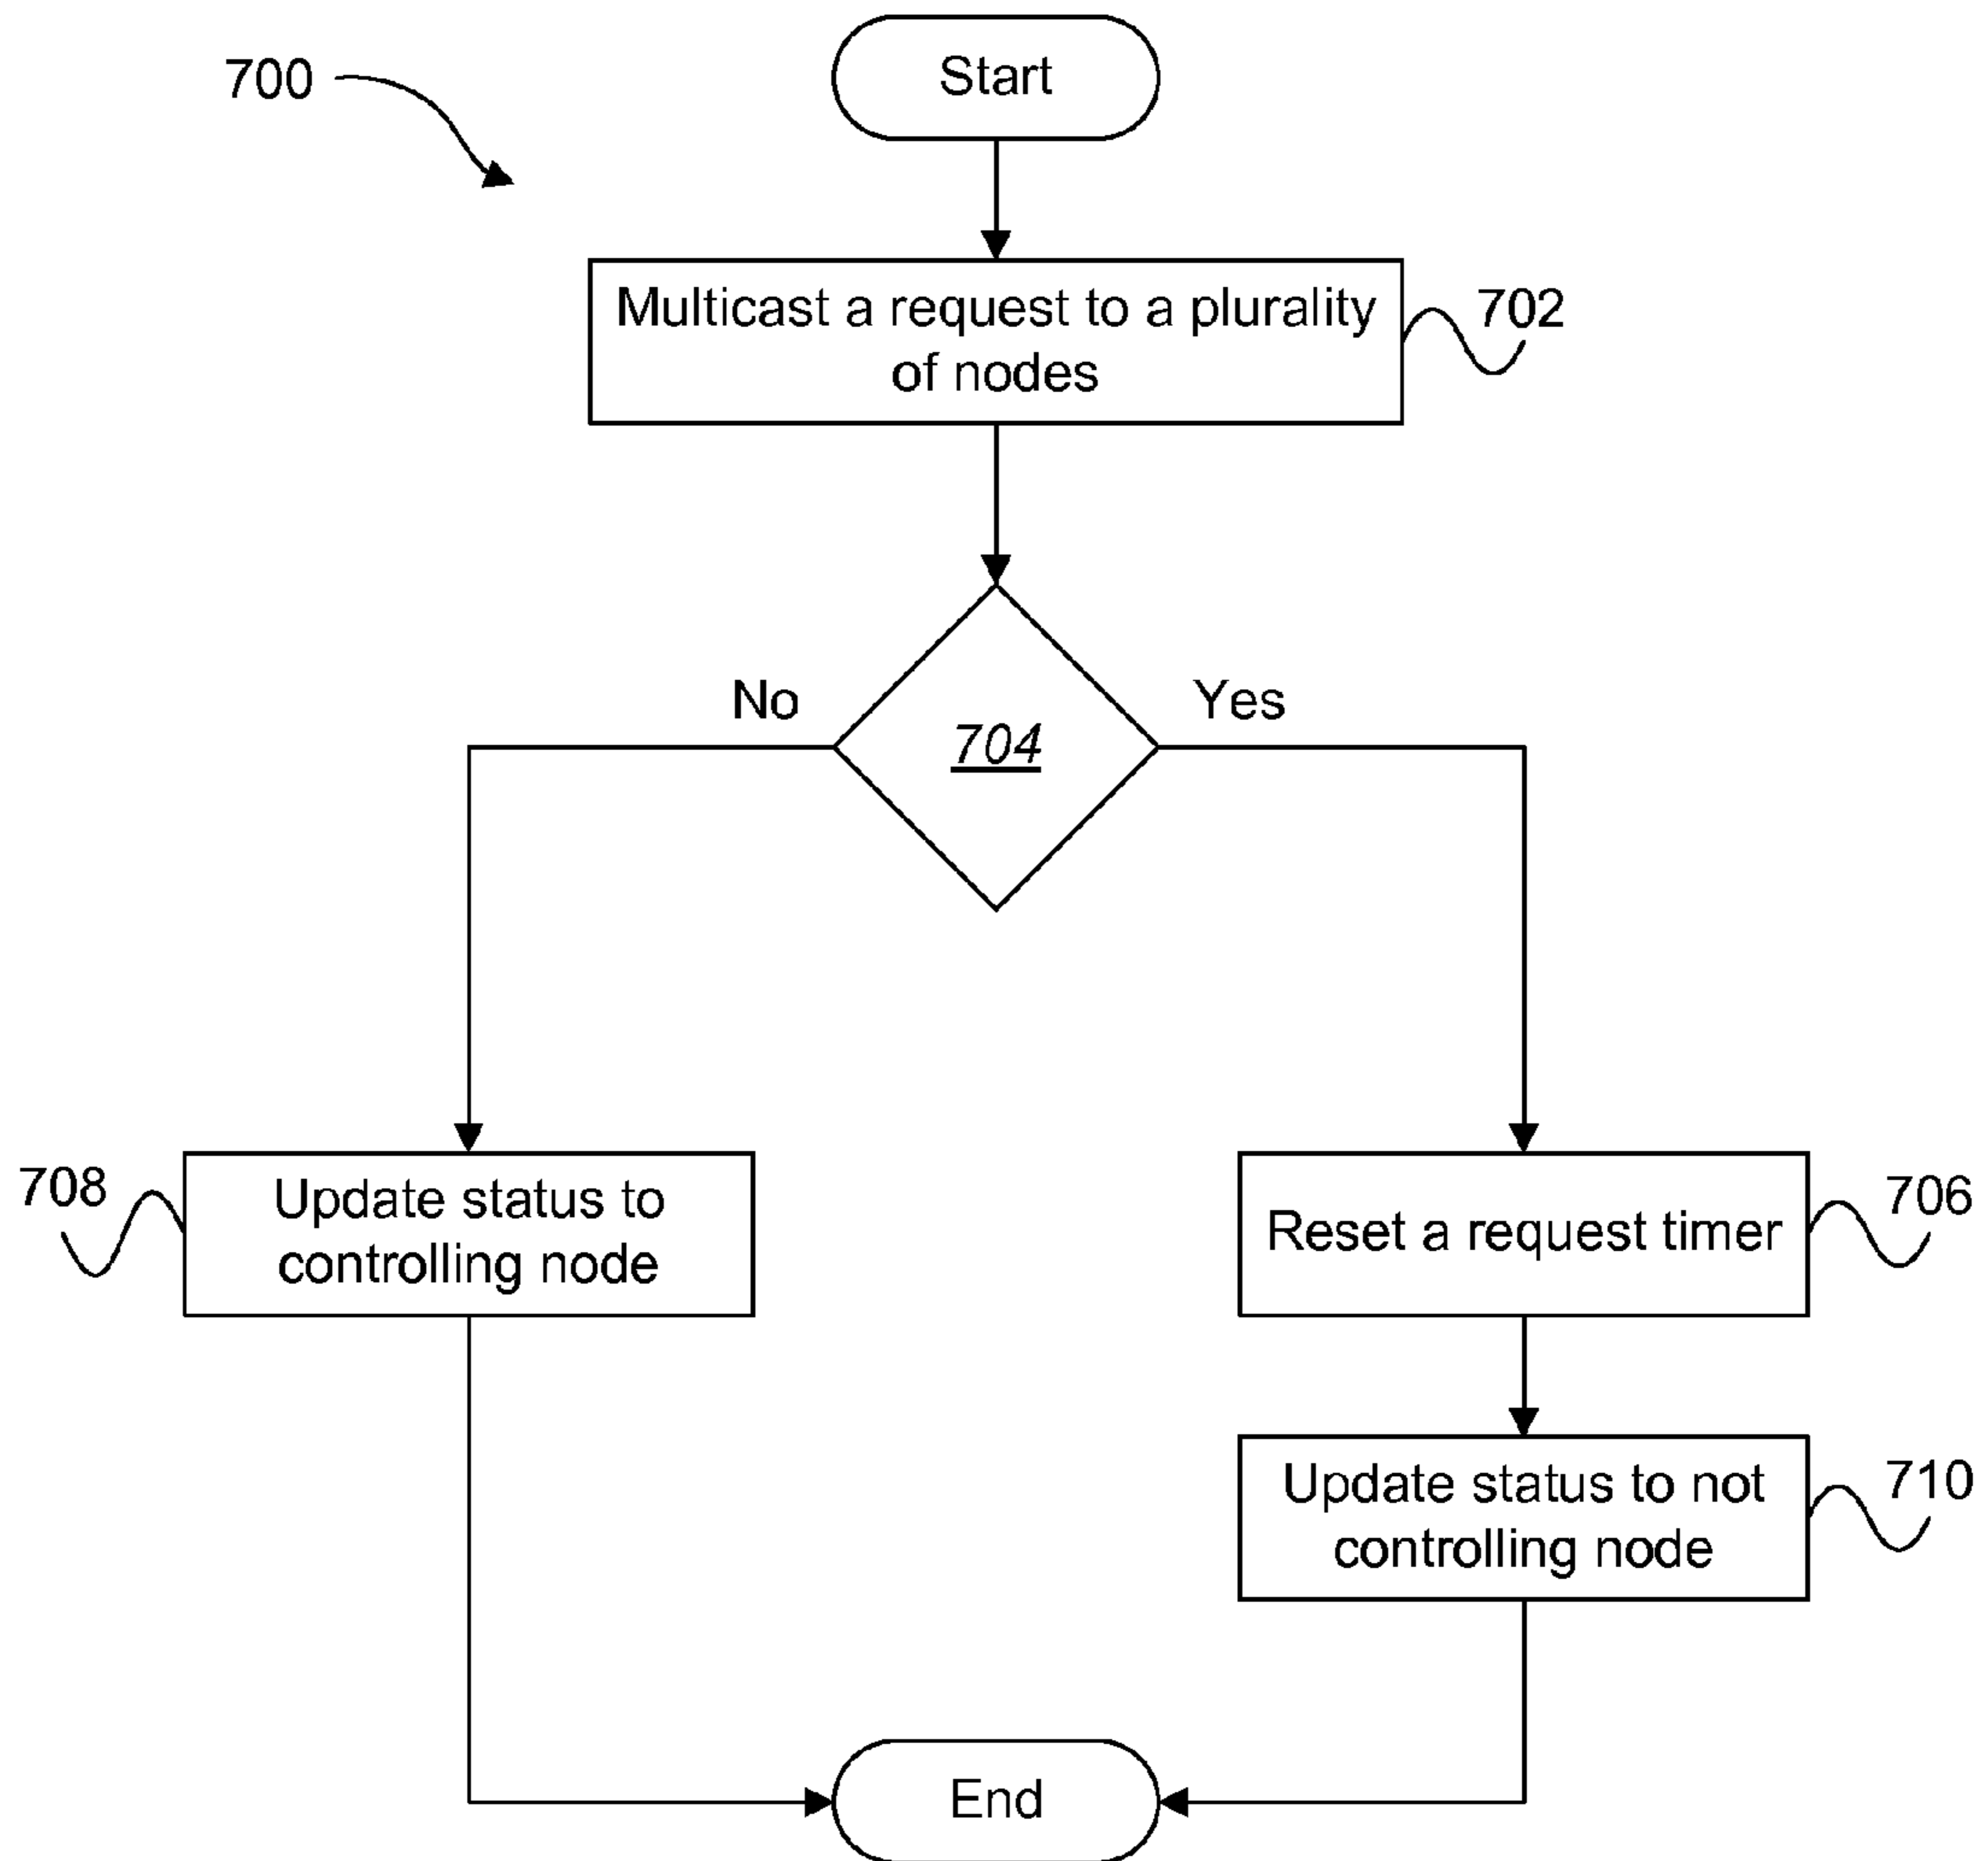 700
Start
Multicast a request to a plurality
of nodes
702
No
704
Yes
708
Update status to
controlling node
Reset a request timer
706
Update status to not
controlling node
710
End